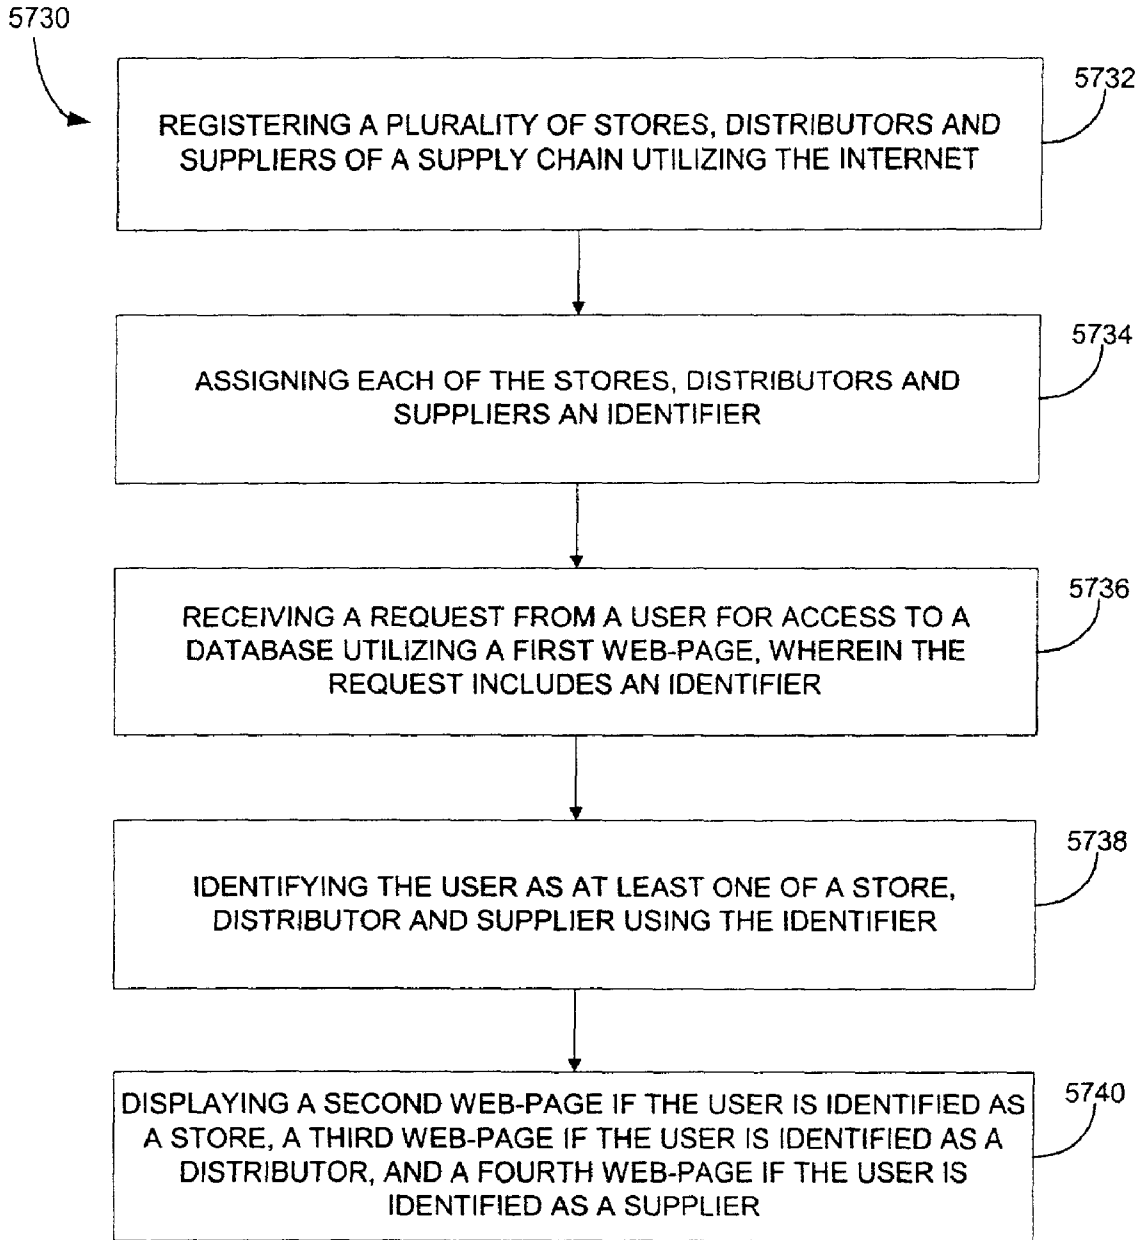 5730
5732
REGISTERING A PLURALITY OF STORES, DISTRIBUTORS AND
SUPPLIERS OF A SUPPLY CHAIN UTILIZING THE INTERNET
5734
ASSIGNING EACH OF THE STORES, DISTRIBUTORS AND
SUPPLIERS AN IDENTIFIER
5736
RECEIVING A REQUEST FROM A USER FOR ACCESS TO A
DATABASE UTILIZING A FIRST WEB-PAGE, WHEREIN THE
REQUEST INCLUDES AN IDENTIFIER
5738
IDENTIFYING THE USER AS AT LEAST ONE OF A STORE,
DISTRIBUTOR AND SUPPLIER USING THE IDENTIFIER
5740
DISPLAYING A SECOND WEB-PAGE IF THE USER IS IDENTIFIED AS
A STORE, A THIRD WEB-PAGE IF THE USER IS IDENTIFIED AS A
DISTRIBUTOR, AND A FOURTH WEB-PAGE IF THE USER IS
IDENTIFIED AS A SUPPLIER